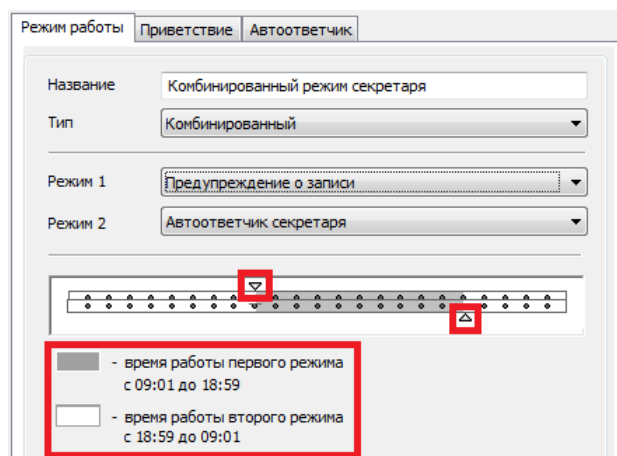 Режим работы Приветствие Автоответчик
Название Комбинированный режим секретаря
Тип Комбинированный
Режим 1 Предупреждение о записи
Режим 2 Автоответчик секретаря
- время работы первого режима
с 09:01 до 18:59
- время работы второго режима
с 18:59 до 09:01